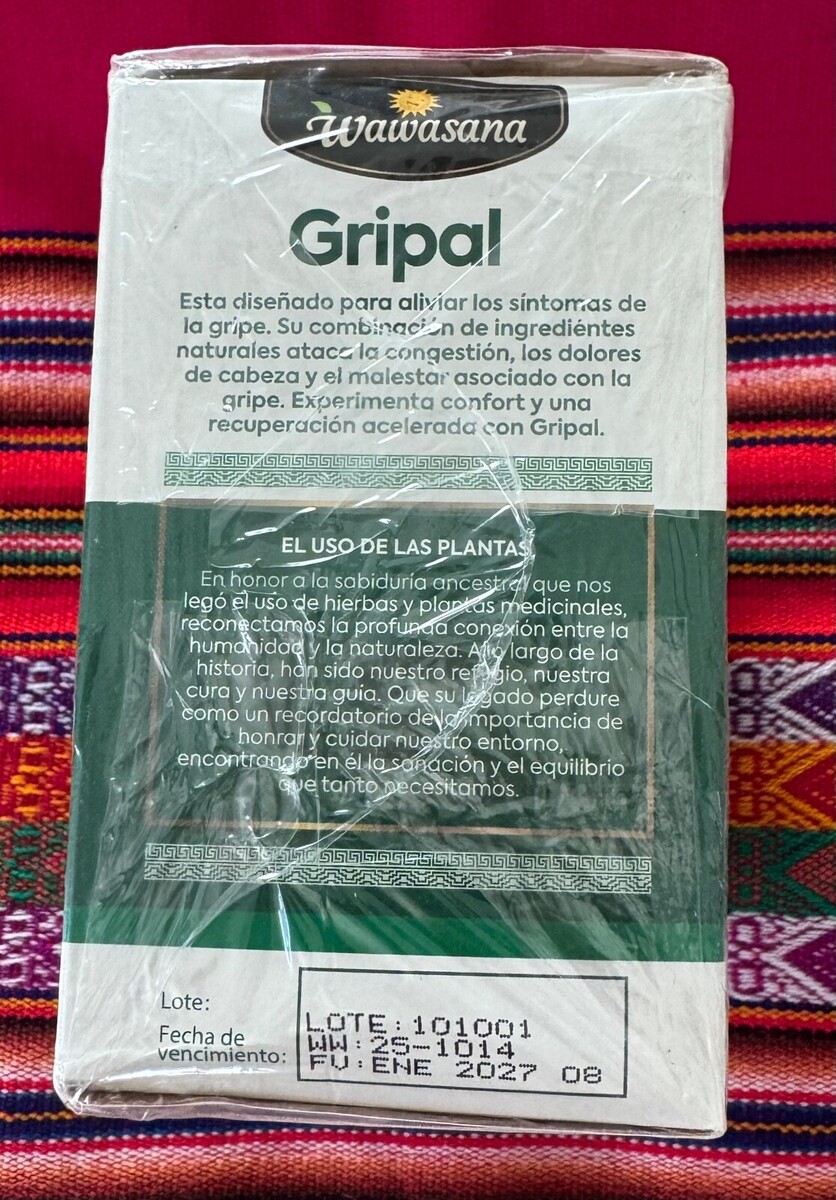 Wawasana
Gripal
Esta diseñado para aliviar los síntomas de
la gripe. Su combinación de ingrediéntes
naturales ataca la congestión, los dolores
de cabeza y el malestar asociado con la
gripe. Experimenta confort y una
recuperación acelerada con Gripal.
EL USO DE LAS PLANTAS
En honor a la sabiduría ancestral que nos
legó el uso de hierbas y plantas medicinales,
reconectamos la profunda conexión entre la
humanidad y la naturaleza. A lo largo de la
historia, han sido nuestro refugio, nuestra
cura y nuestra guía. Que su legado perdure
como un recordatorio de la importancia de
honrar y cuidar nuestro entorno,
encontrando en él la sanación y el equilibrio
que tanto necesitamos.
Lote:
Fecha de
vencimiento:
LOTE:101001
WW:25-1014
FV:ENE 2027 08